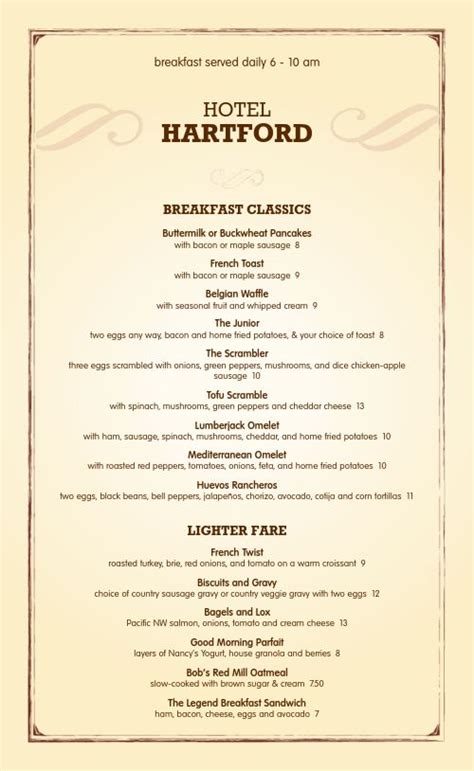 breakfast served daily 6 - 10 am
HOTEL
HARTFORD
BREAKFAST CLASSICS
Buttermilk or Buckwheat Pancakes
with bacon or maple sausage 8
French Toast
with bacon or maple sausage 9
Belgian Waffle
with seasonal fruit and whipped cream 9
The Junior
two eggs any way, bacon and home fried potatoes, & your choice of toast 8
The Scrambler
three eggs scrambled with onions, green peppers, mushrooms, and dice chicken-apple
sausage 10
Tofu Scramble
with spinach, mushrooms, green peppers and cheddar cheese 13
Lumberjack Omelet
with ham, sausage, spinach, mushrooms, cheddar, and home fried potatoes 10
Mediterranean Omelet
with roasted red peppers, tomatoes, onions, feta, and home fried potatoes 10
Huevos Rancheros
two eggs, black beans, bell peppers, jalapeños, chorizo, avocado, cotija and corn tortillas 11
LIGHTER FARE
French Twist
roasted turkey, brie, red onions, and tomato on a warm croissant 9
Biscuits and Gravy
choice of country sausage gravy or country veggie gravy with two eggs 12
Bagels and Lox
Pacific NW salmon, onions, tomato and cream cheese 13
Good Morning Parfait
layers of Nancy's Yogurt, house granola and berries 8
Bob's Red Mill Oatmeal
slow-cooked with brown sugar & cream 7.50
The Legend Breakfast Sandwich
ham, bacon, cheese, eggs and avocado 7